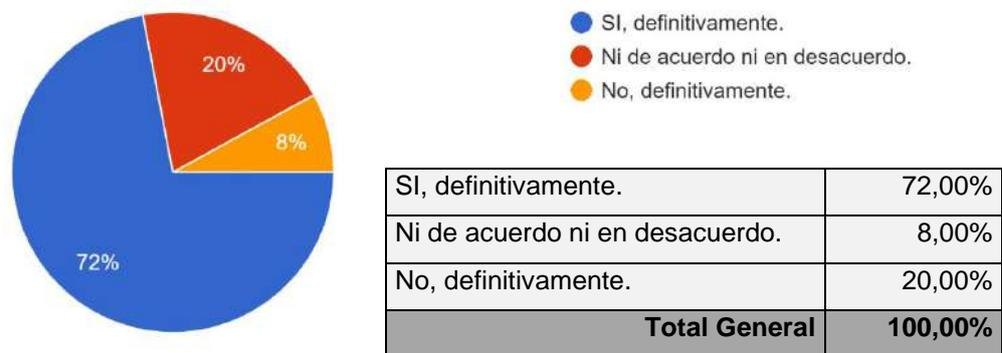 20%
8%
72%
SI, definitivamente.
Ni de acuerdo ni en desacuerdo.
No, definitivamente.
SI, definitivamente. 72,00%
Ni de acuerdo ni en desacuerdo. 8,00%
No, definitivamente. 20,00%
Total General 100,00%